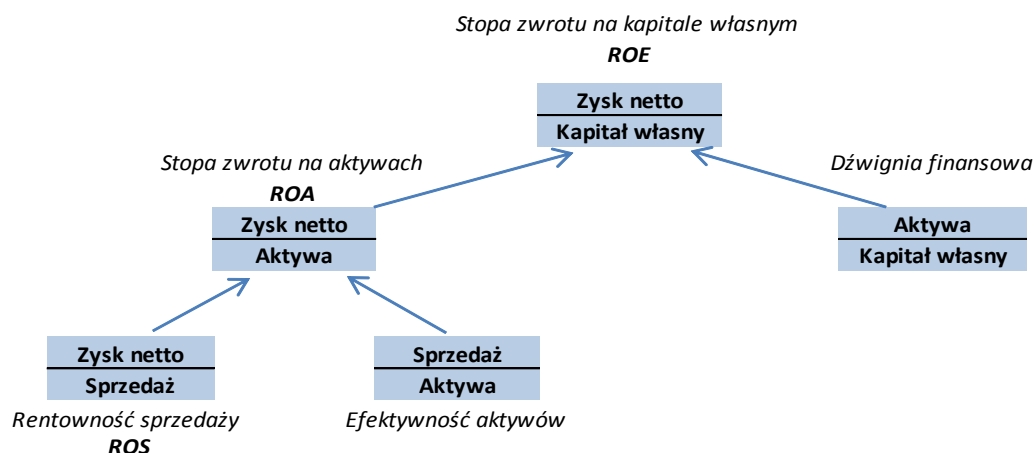 Stopa zwrotu na kapitale własnym
ROE
Zysk netto
Kapitał własny
Stopa zwrotu na aktywach
ROA
Zysk netto
Aktywa
Dźwignia finansowa
Aktywa
Kapitał własny
Zysk netto
Sprzedaż
Rentowność sprzedaży
ROS
Sprzedaż
Aktywa
Efektywność aktywów